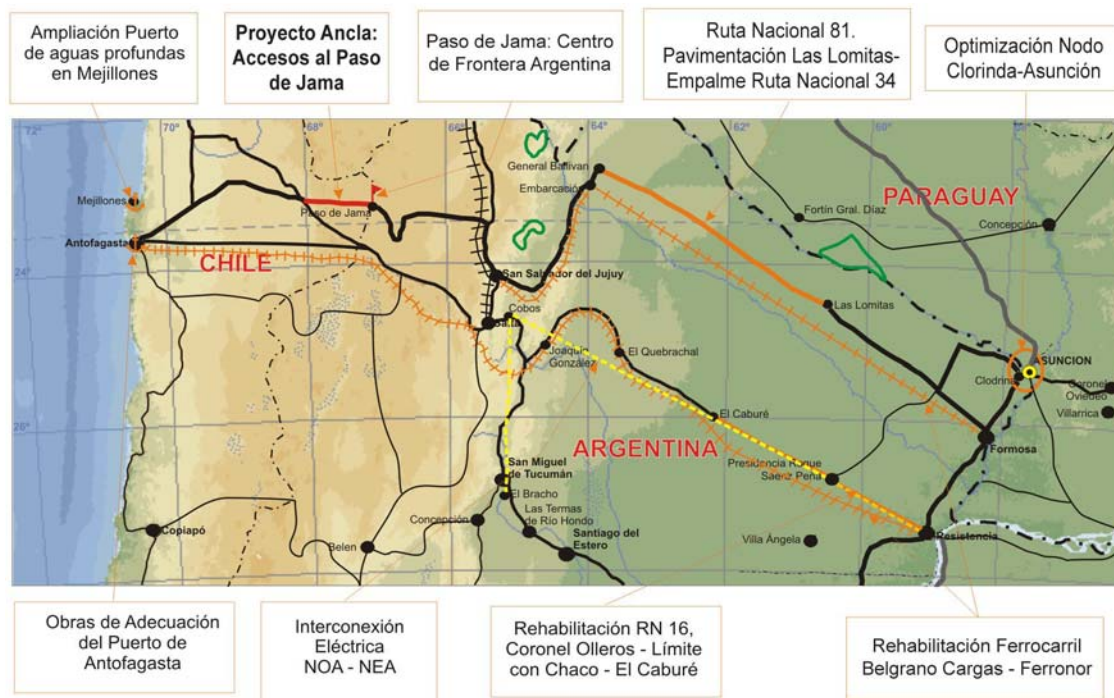 Ampliación Puerto
de aguas profundas
en Mejillones
Proyecto Ancla:
Accesos al Paso
de Jama
Paso de Jama: Centro
de Frontera Argentina
Ruta Nacional 81.
Pavimentación Las Lomitas-
Empalme Ruta Nacional 34
Optimización Nodo
Clorinda-Asunción
72°
70°
68°
66°
64°
62°
60°
General Ballivan
Embarcación
PARAGUAY
Mejillones
Paso de Jama
Fortín Gral. Díaz
Concepción
Antofagasta
CHILE
24°
San Salvador del Jujuy
Las Lomitas
Cobos
Salta
Joaquín
González
El Quebrachal
ASUNCION
Clodrina
Coronel
Oviedeo
Villarrica
26°
El Caburé
ARGENTINA
Formosa
San Miguel
de Tucumán
Presidencia Roque
Saenz Peña
El Bracho
Las Termas
de Río Hondo
Concepción
Copiapó
Belen
Santiago del
Estero
Villa Ángela
Resistencia
Obras de Adecuación
del Puerto de
Antofagasta
Interconexión
Eléctrica
NOA - NEA
Rehabilitación RN 16,
Coronel Olleros - Límite
con Chaco - El Caburé
Rehabilitación Ferrocarril
Belgrano Cargas - Ferronor